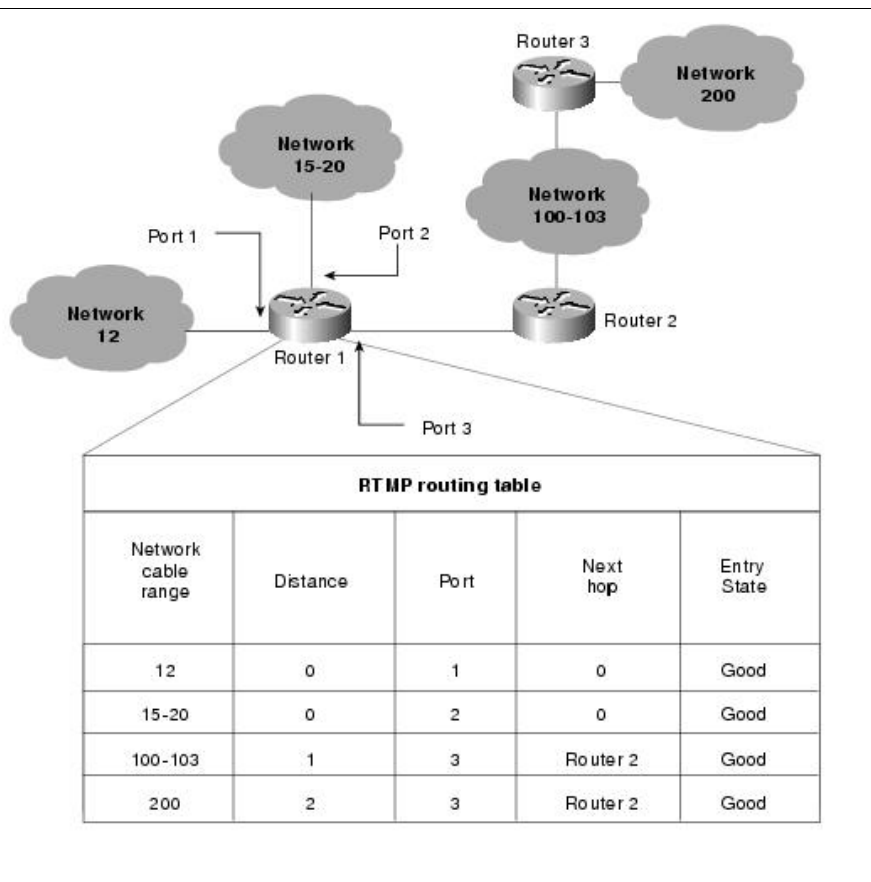 Router 3
Network
200
Network
15-20
Network
100-103
Port 1
Port 2
Network
12
Router 2
Router 1
Port 3
RTMP routing table
Network
cable
range
Distance
Port
Next
hop
Entry
State
12 0 1 0 Good
15-20 0 2 0 Good
100-103 1 3 Router 2 Good
200 2 3 Router 2 Good